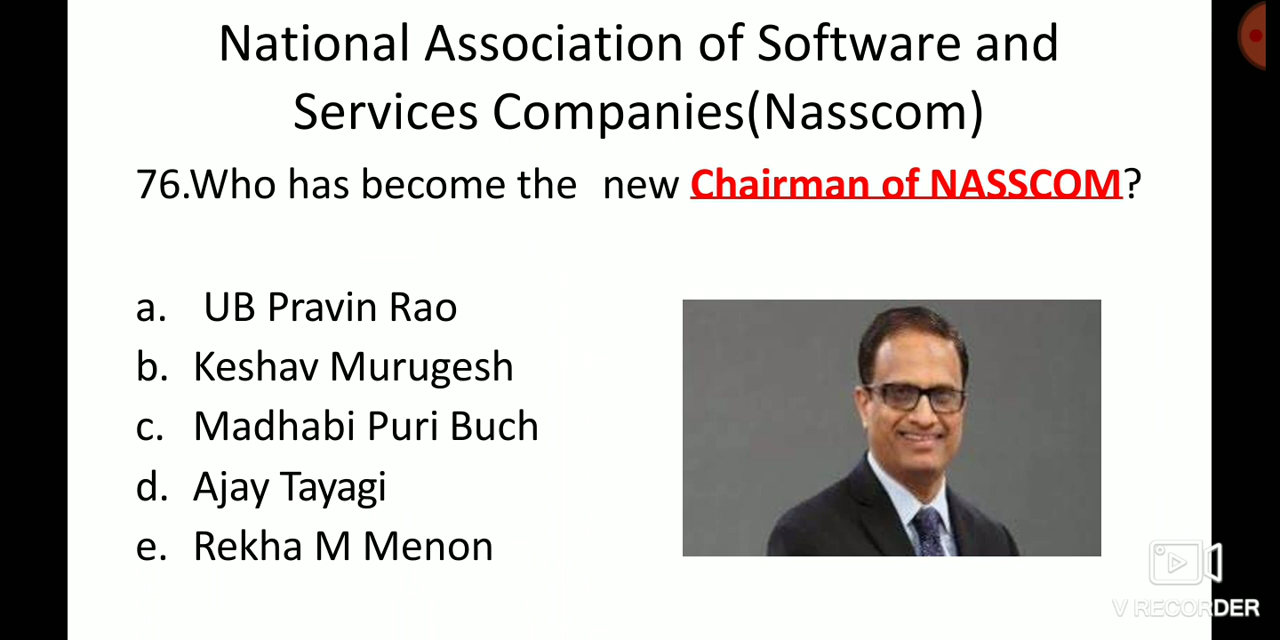 National Association of Software and
Services Companies(Nasscom)
76.Who has become the new Chairman of NASSCOM?
a. UB Pravin Rao
b. Keshav Murugesh
c. Madhabi Puri Buch
d. Ajay Tayagi
e. Rekha M Menon
V RECORDER